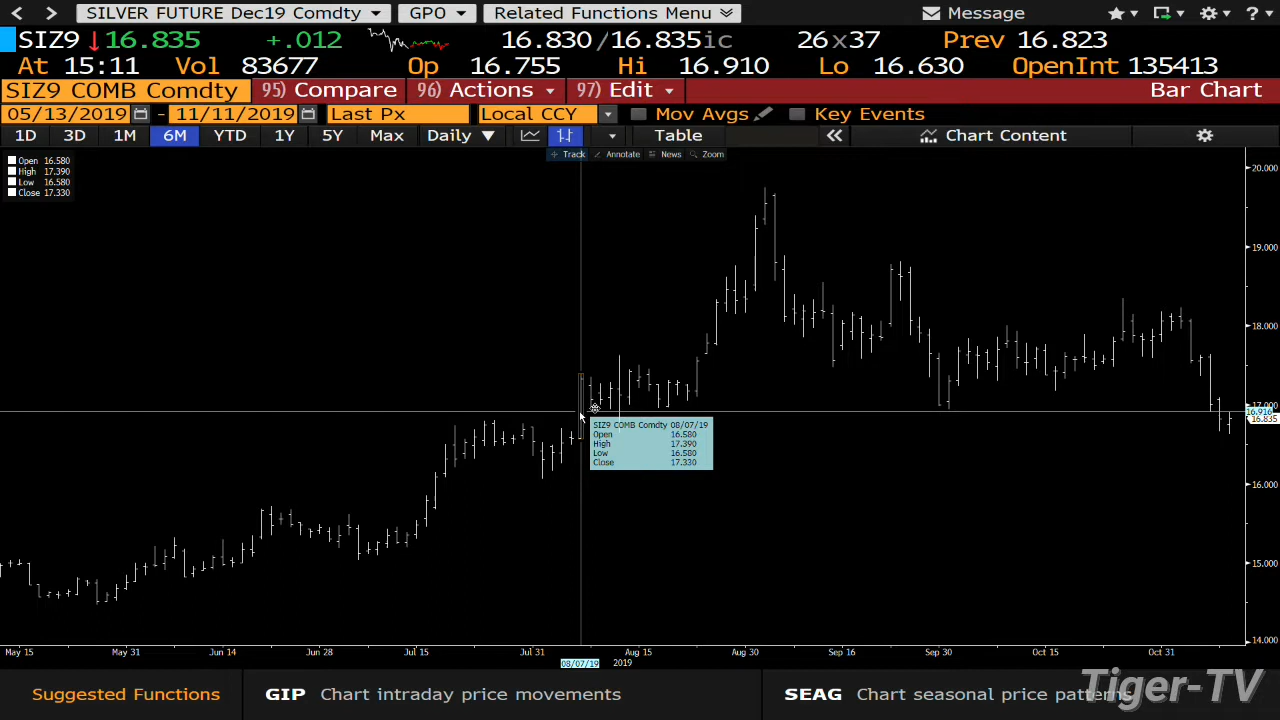 SILVER FUTURE Dec19 Comdty GPO Related Functions Menu Message
SIZ9 16.835 +.012 16.830/16.835ic 26x37 Prev 16.823
At 15:11 Vol 83677 Op 16.755 Hi 16.910 Lo 16.630 OpenInt 135413
SIZ9 COMB Comdty 95) Compare 96) Actions 97) Edit Bar Chart
05/13/2019 - 11/11/2019 Last Px Local CCY Mov Avgs Key Events
1D 3D 1M 6M YTD 1Y 5Y Max Daily Table Chart Content
Track Annotate News Zoom
Open 16.580
High 17.390
Low 16.580
Close 17.330
20.000
19.000
18.000
17.000
16.916
16.835
16.000
15.000
14.000
SIZ9 COMB Comdty 08/07/19
Open 16.580
High 17.390
Low 16.580
Close 17.330
May 15 May 31 Jun 14 Jun 28 Jul 15 Jul 31 Aug 15 Aug 30 Sep 16 Sep 30 Oct 15 Oct 31
08/07/19 2019
Suggested Functions GIP Chart intraday price movements SEAG Chart seasonal price patterns
Tiger-TV